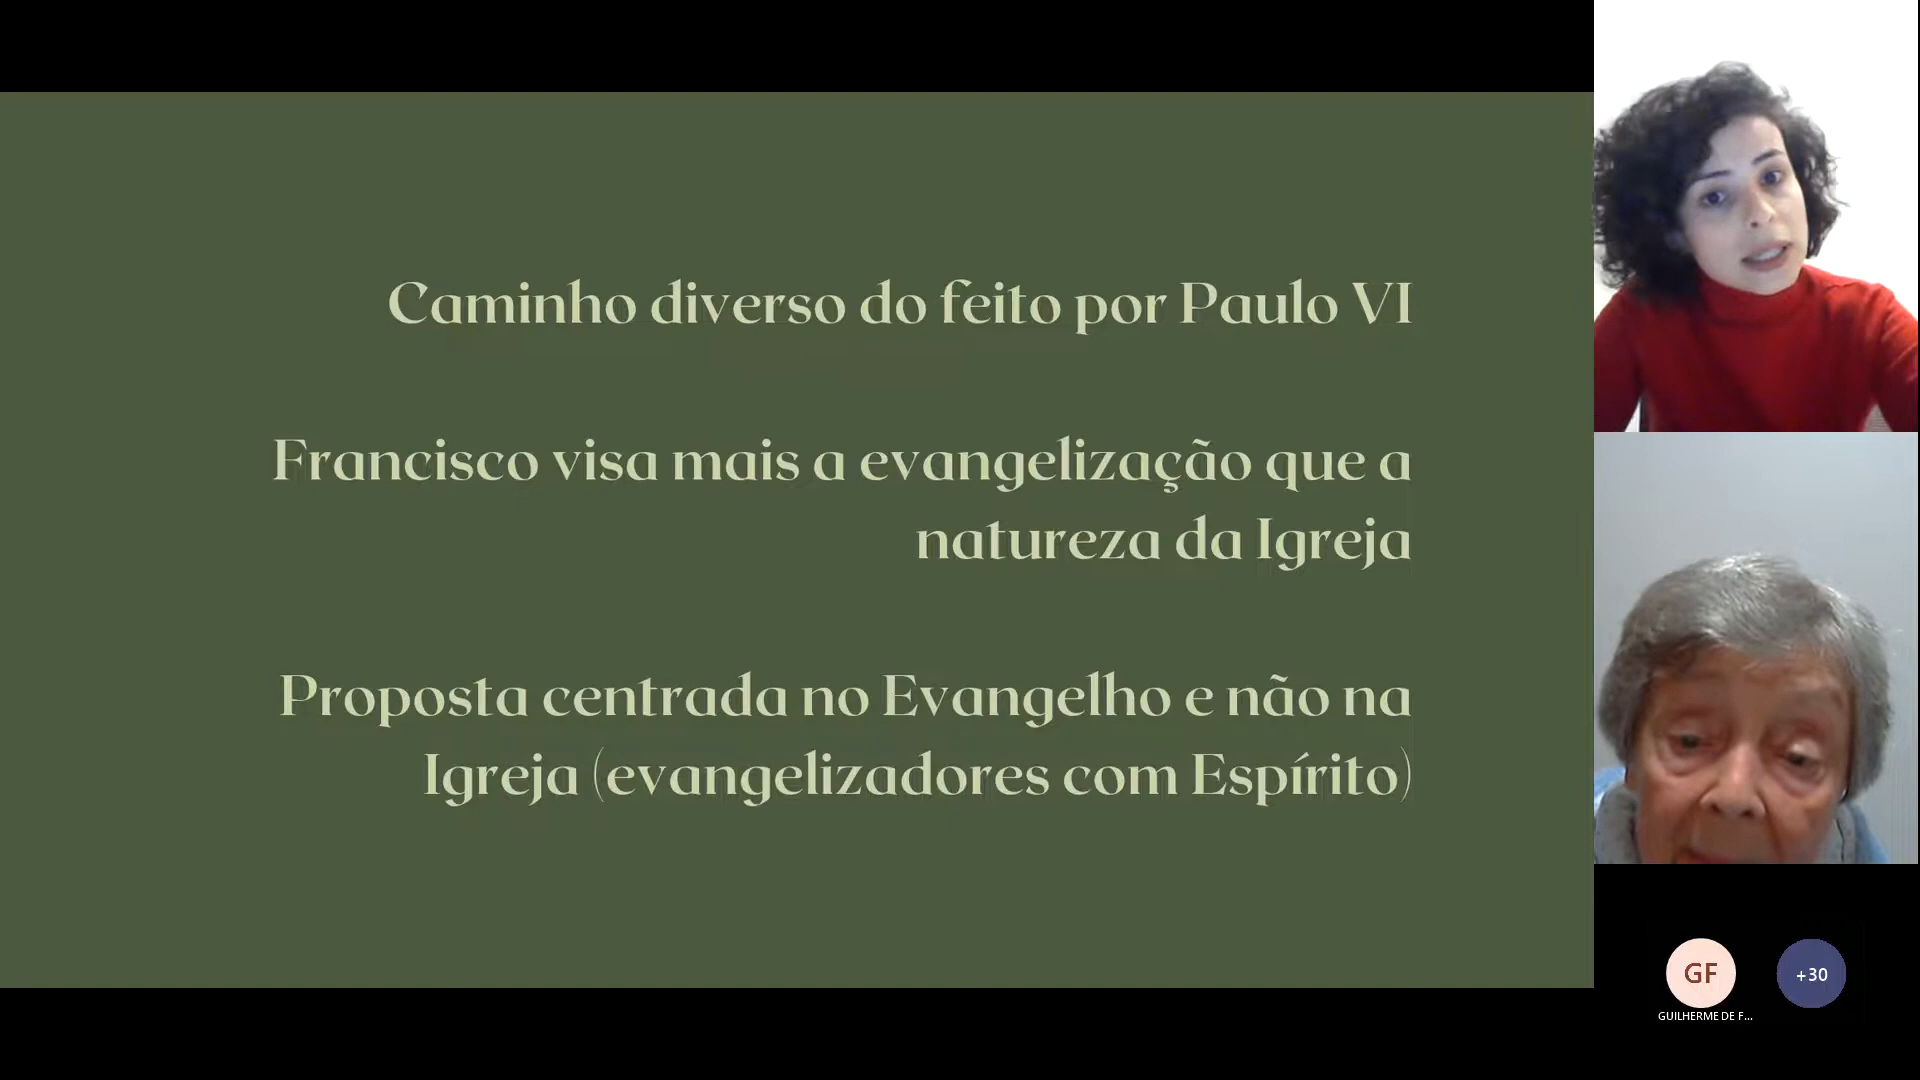 Caminho diverso do feito por Paulo VI
Francisco visa mais a evangelização que a
natureza da Igreja
Proposta centrada no Evangelho e não na
Igreja (evangelizadores com Espírito)
GF
+30
GUILHERME DE F...